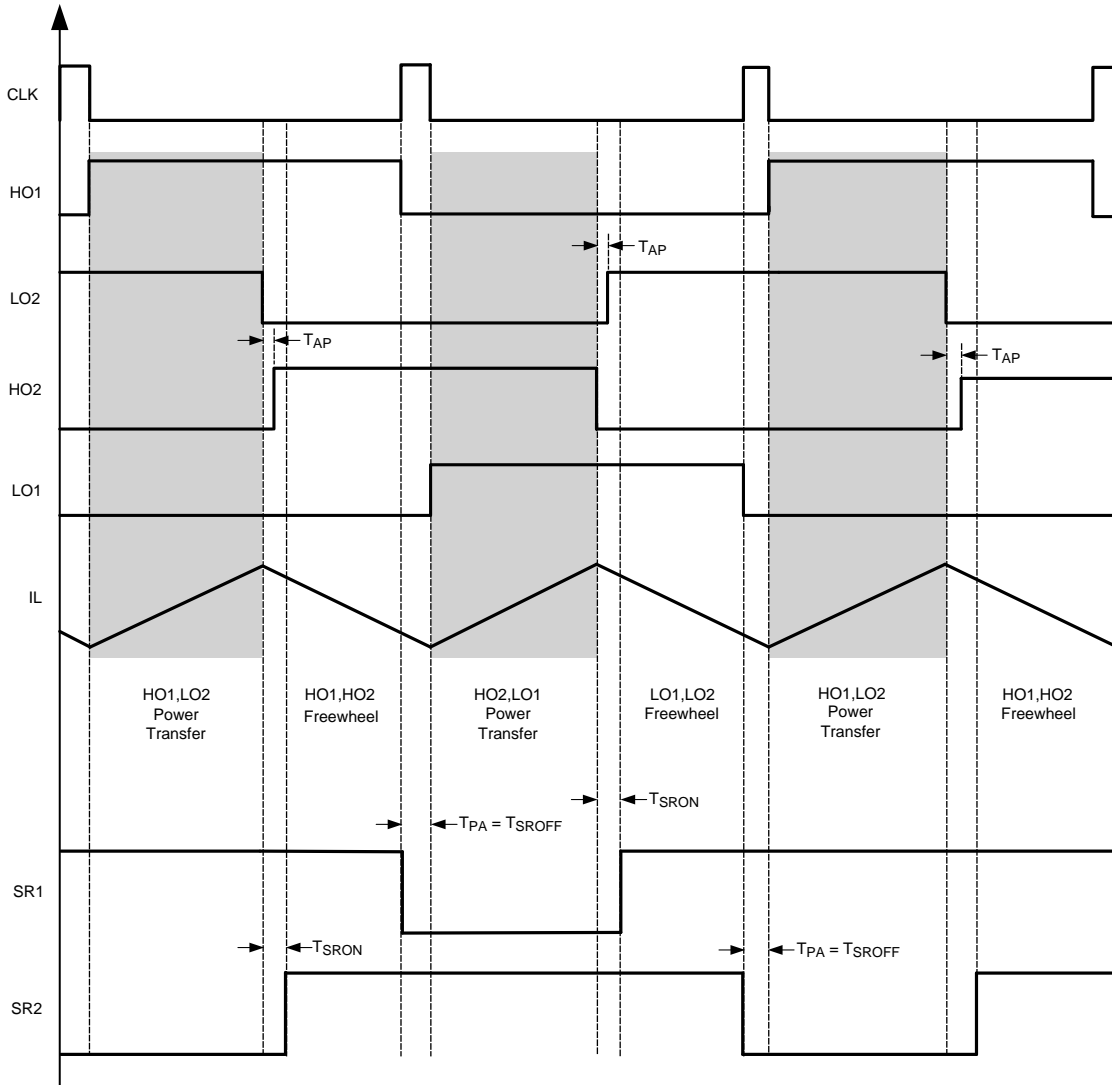 CLK
HO1
T_AP
LO2
T_AP
T_AP
HO2
LO1
IL
HO1,LO2
Power
Transfer
HO1,HO2
Freewheel
HO2,LO1
Power
Transfer
LO1,LO2
Freewheel
HO1,LO2
Power
Transfer
HO1,HO2
Freewheel
T_SRON
T_PA = T_SROFF
SR1
T_SRON
T_PA = T_SROFF
SR2